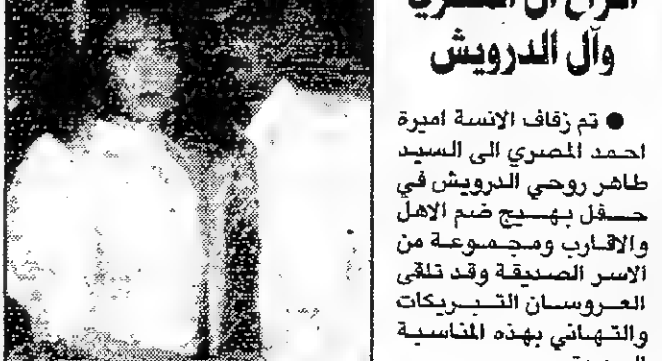 وآل الدرويش
● تم زفاف الانسة اميرة
احمد المصري الى السيد
طاهر روحي الدرويش في
حفل بهيج ضم الاهل
والاقارب ومجموعة من
الاسر الصديقة وقد تلقى
العروسان التبريكات
والتهاني بهذه المناسبة